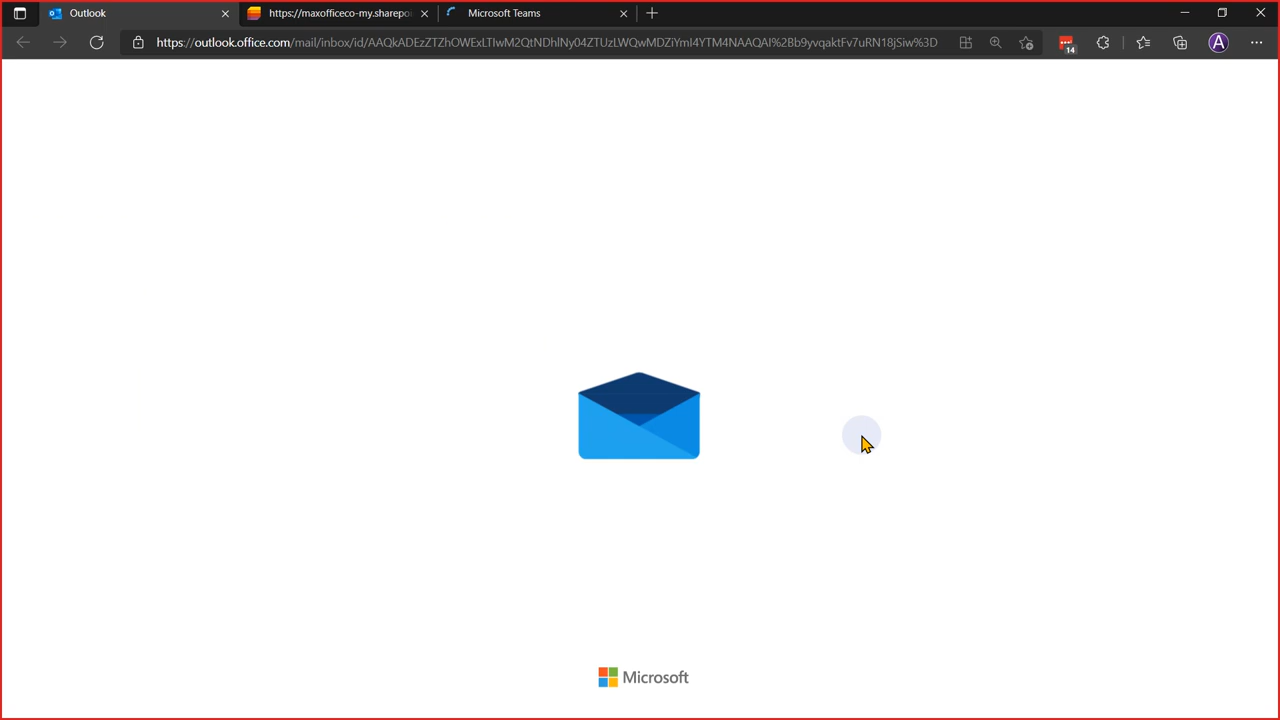 Outlook
https://maxofficeco-my.sharepoi
Microsoft Teams
https://outlook.office.com/mail/inbox/id/AAQkADEzZTZhOWExLTIwM2QtNDhlNy04ZTUzLWQwMDZiYmI4YTM4NAAQAI%2Bb9yvqaktFv7uRN18jSiw%3D
14
A
Microsoft